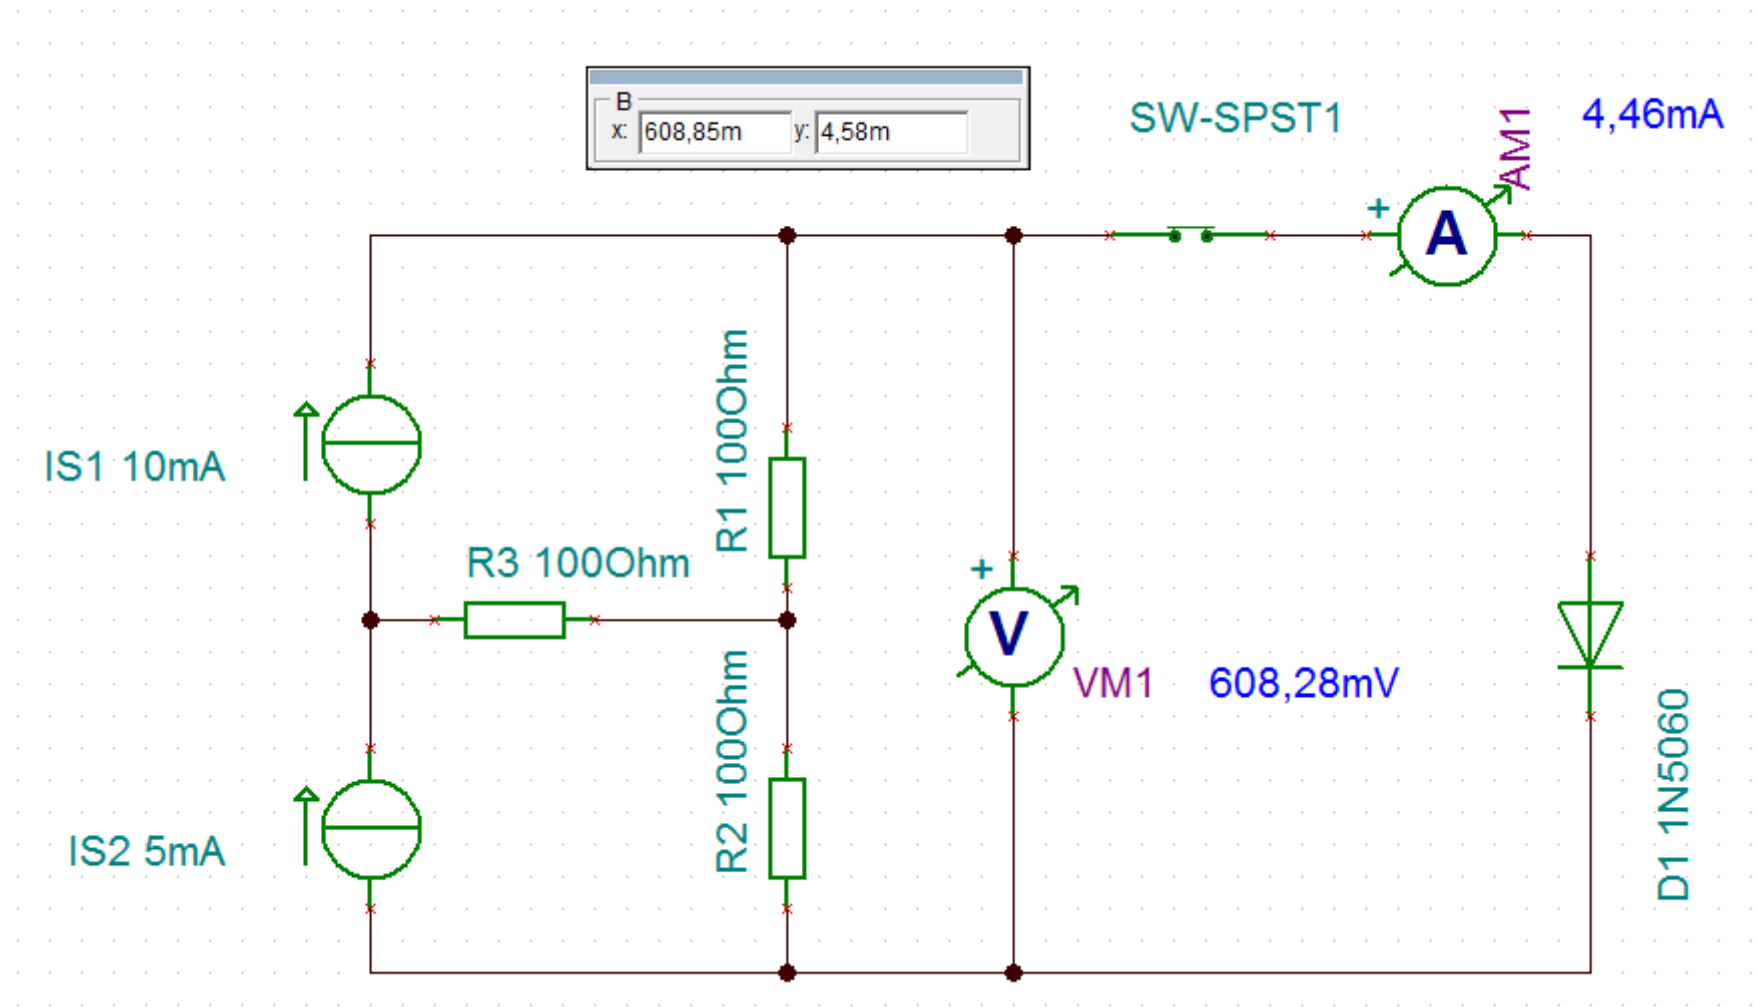 B
x: 608,85m y: 4,58m
SW-SPST1
AM1
4,46mA
+
A
IS1 10mA
R1 100Ohm
R3 100Ohm
+
V
VM1 608,28mV
IS2 5mA
R2 100Ohm
D1 1N5060